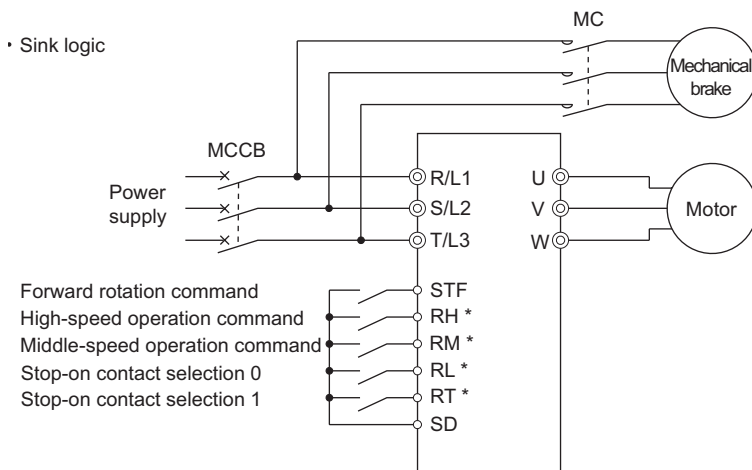 MC
• Sink logic
Mechanical
brake
MCCB
Power
supply
R/L1
S/L2
T/L3
U
V
W
Motor
Forward rotation command
STF
High-speed operation command
RH *
Middle-speed operation command
RM *
Stop-on contact selection 0
RL *
Stop-on contact selection 1
RT *
SD